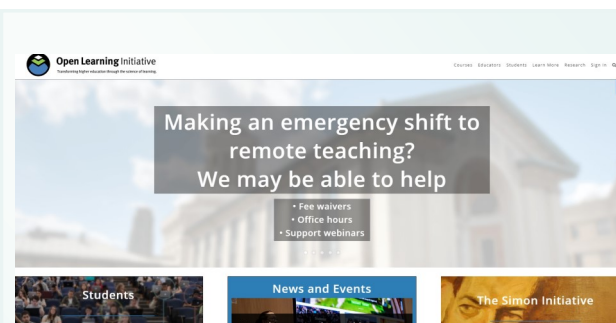 Open Learning Initiative
Transforming higher education through the science of learning
Courses Educators Students Learn More Research Sign in
Making an emergency shift to
remote teaching?
We may be able to help
• Fee waivers
• Office hours
• Support webinars
Students
News and Events
The Simon Initiative